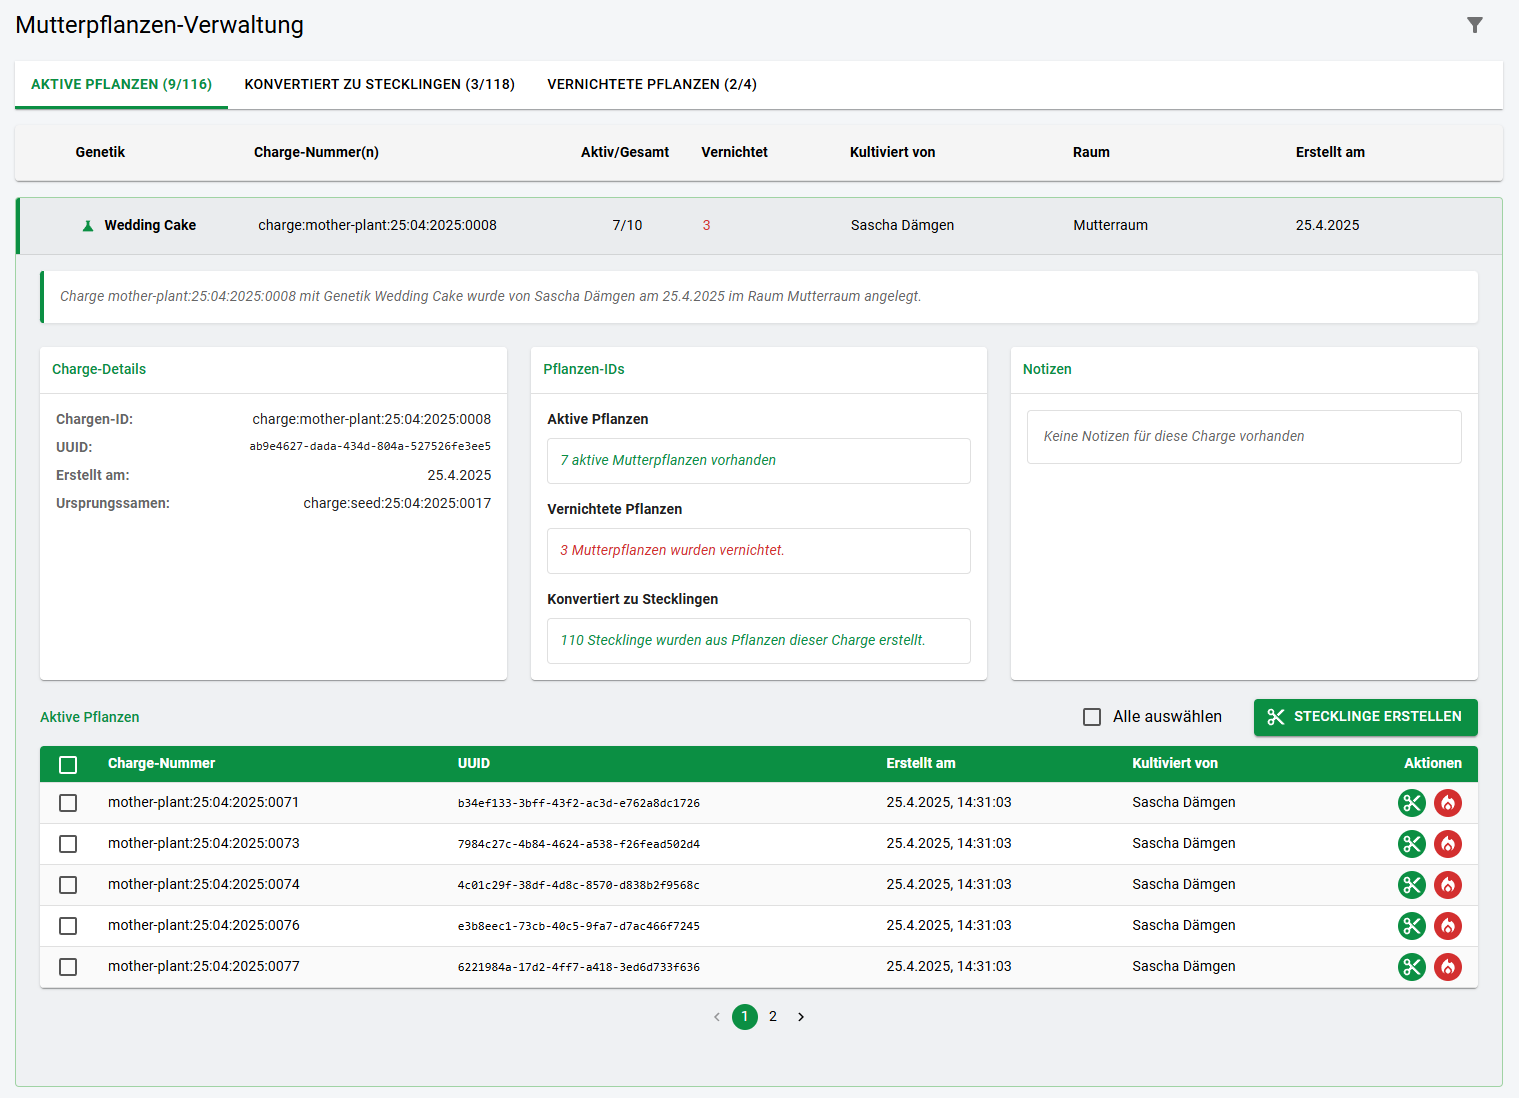 Mutterpflanzen-Verwaltung
AKTIVE PFLANZEN (9/116) KONVERTIERT ZU STECKLINGEN (3/118) VERNICHTETE PFLANZEN (2/4)
Genetik Charge-Nummer(n) Aktiv/Gesamt Vernichtet Kultiviert von Raum Erstellt am
Wedding Cake charge:mother-plant:25:04:2025:0008 7/10 3 Sascha Dämgen Mutterraum 25.4.2025
Charge mother-plant:25:04:2025:0008 mit Genetik Wedding Cake wurde von Sascha Dämgen am 25.4.2025 im Raum Mutterraum angelegt.
Charge-Details
Chargen-ID: charge:mother-plant:25:04:2025:0008
UUID: ab9e4627-dada-434d-804a-527526fe3ee5
Erstellt am: 25.4.2025
Ursprungssamen: charge:seed:25:04:2025:0017
Pflanzen-IDs
Aktive Pflanzen
7 aktive Mutterpflanzen vorhanden
Vernichtete Pflanzen
3 Mutterpflanzen wurden vernichtet.
Konvertiert zu Stecklingen
110 Stecklinge wurden aus Pflanzen dieser Charge erstellt.
Notizen
Keine Notizen für diese Charge vorhanden
Aktive Pflanzen Alle auswählen STECKLINGE ERSTELLEN
Charge-Nummer UUID Erstellt am Kultiviert von Aktionen
mother-plant:25:04:2025:0071 b34ef133-3bff-43f2-ac3d-e762a8dc1726 25.4.2025, 14:31:03 Sascha Dämgen
mother-plant:25:04:2025:0073 7984c27c-4b84-4624-a538-f26fead502d4 25.4.2025, 14:31:03 Sascha Dämgen
mother-plant:25:04:2025:0074 4c01c29f-38df-4d8c-8570-d838b2f9568c 25.4.2025, 14:31:03 Sascha Dämgen
mother-plant:25:04:2025:0076 e3b8eec1-73cb-40c5-9fa7-d7ac466f7245 25.4.2025, 14:31:03 Sascha Dämgen
mother-plant:25:04:2025:0077 6221984a-17d2-4ff7-a418-3ed6d733f636 25.4.2025, 14:31:03 Sascha Dämgen
1 2